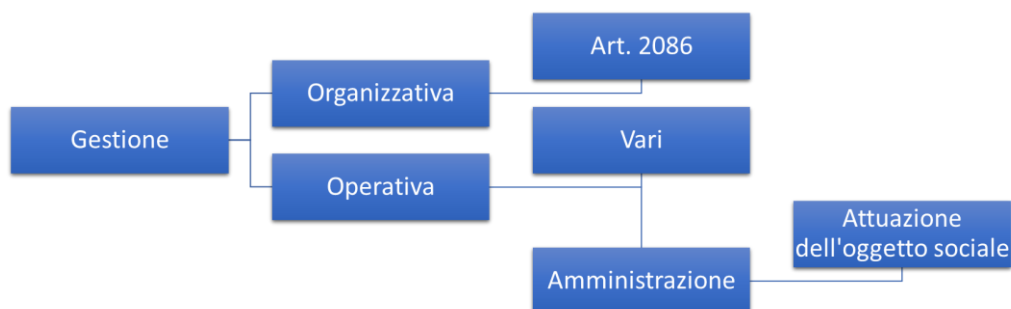 Gestione
Organizzativa
Art. 2086
Operativa
Vari
Amministrazione
Attuazione
dell'oggetto sociale